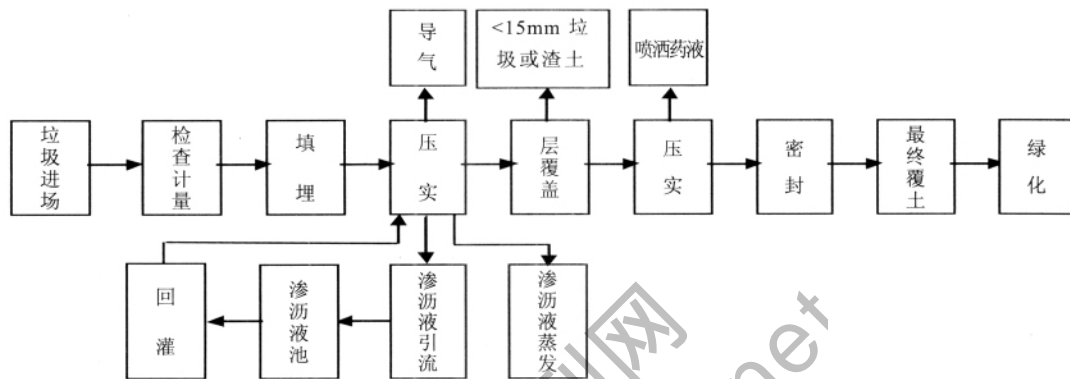 导气
<15mm 垃
圾或渣土
喷洒药液
垃圾进场
检查计量
填埋
压实
层覆盖
压实
密封
最终覆土
绿化
回灌
渗沥液池
渗沥液引流
渗沥液蒸发